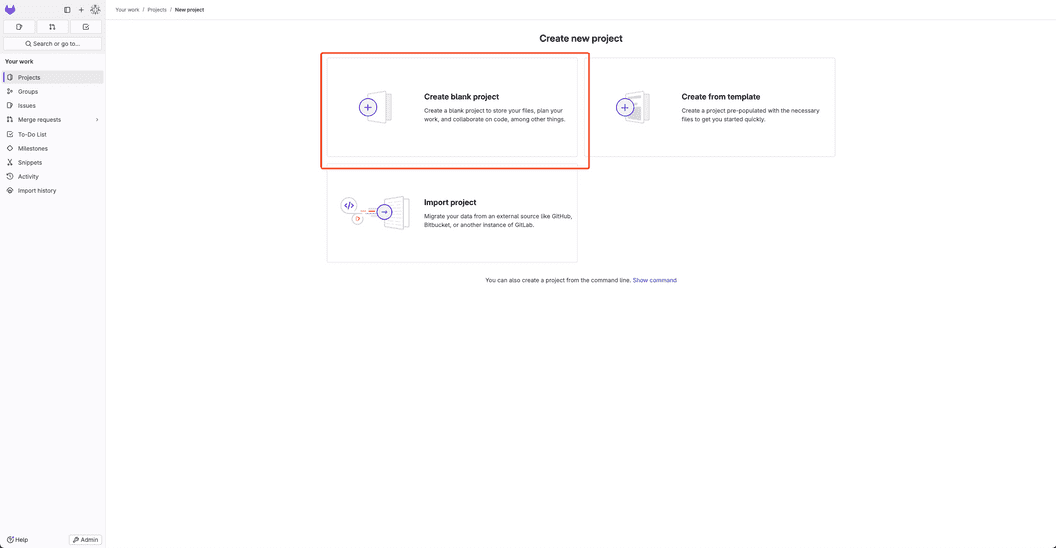 Your work / Projects / New project
Search or go to...
Your work
Projects
Groups
Issues
Merge requests
To-Do List
Milestones
Snippets
Activity
Import history
Help
Admin
Create new project
Create blank project
Create a blank project to store your files, plan your
work, and collaborate on code, among other things.
Create from template
Create a project pre-populated with the necessary
files to get you started quickly.
Import project
Migrate your data from an external source like GitHub,
Bitbucket, or another instance of GitLab.
You can also create a project from the command line. Show command